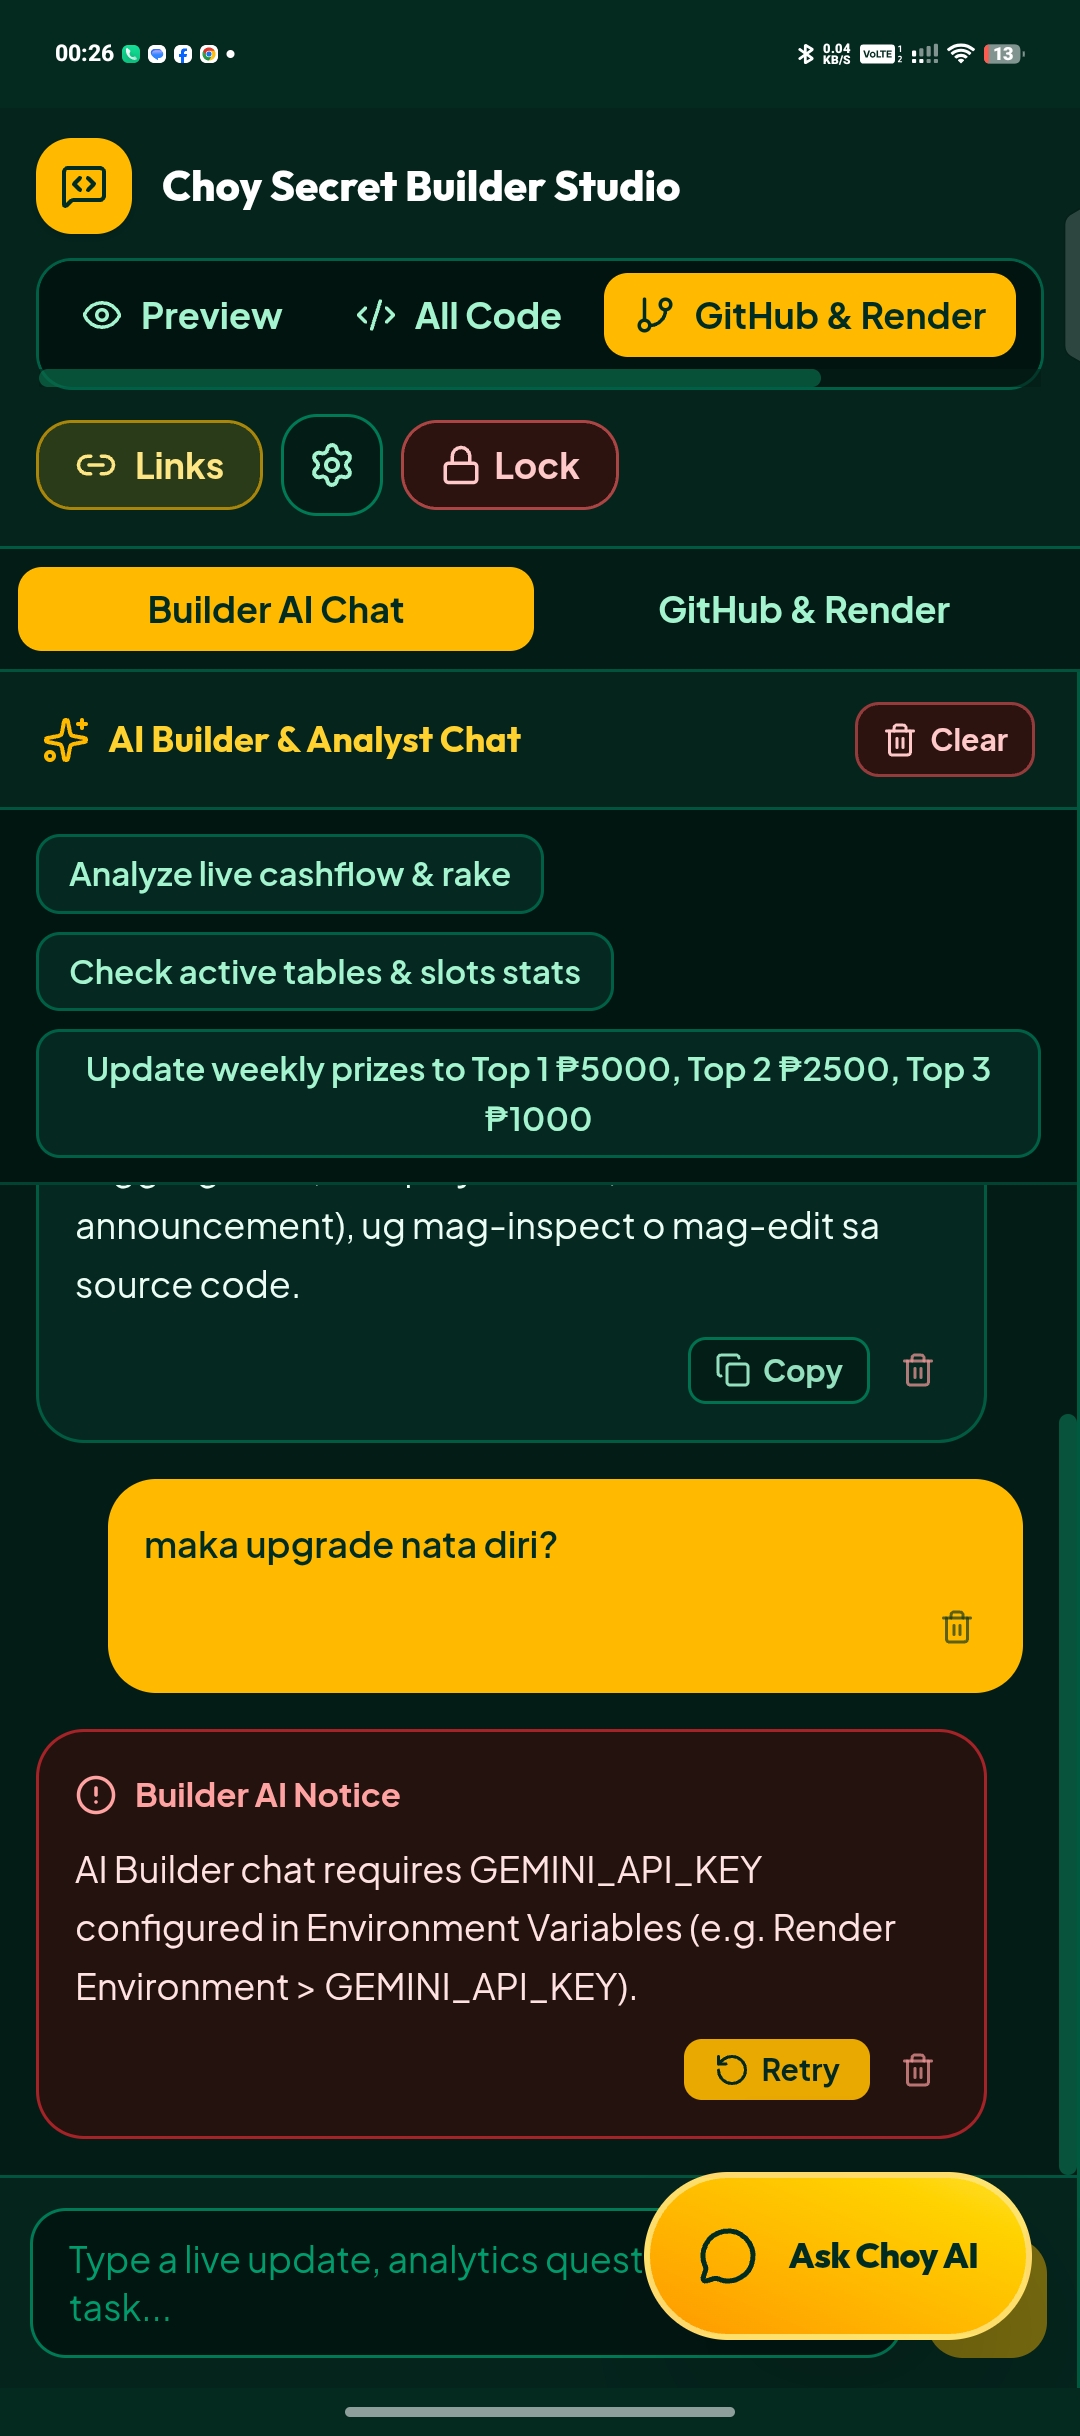 00:26
0.04
KB/S
VoLTE
1
2
13
Choy Secret Builder Studio
Preview
All Code
GitHub & Render
Links
Lock
Builder AI Chat
GitHub & Render
AI Builder & Analyst Chat
Clear
Analyze live cashflow & rake
Check active tables & slots stats
Update weekly prizes to Top 1 ₱5000, Top 2 ₱2500, Top 3
₱1000
announcement), ug mag-inspect o mag-edit sa
source code.
Copy
maka upgrade nata diri?
Builder AI Notice
AI Builder chat requires GEMINI_API_KEY
configured in Environment Variables (e.g. Render
Environment > GEMINI_API_KEY).
Retry
Type a live update, analytics quest
task...
Ask Choy AI